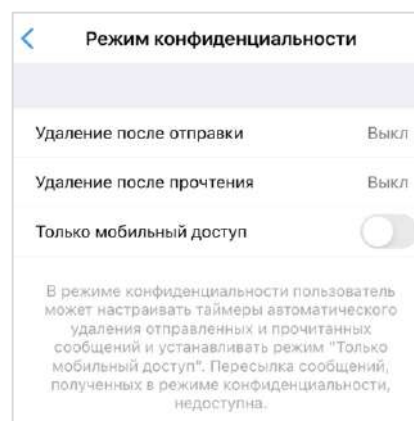 Режим конфиденциальности
Удаление после отправки Выкл
Удаление после прочтения Выкл
Только мобильный доступ
В режиме конфиденциальности пользователь
может настраивать таймеры автоматического
удаления отправленных и прочитанных
сообщений и устанавливать режим "Только
мобильный доступ". Пересылка сообщений,
полученных в режиме конфиденциальности,
недоступна.